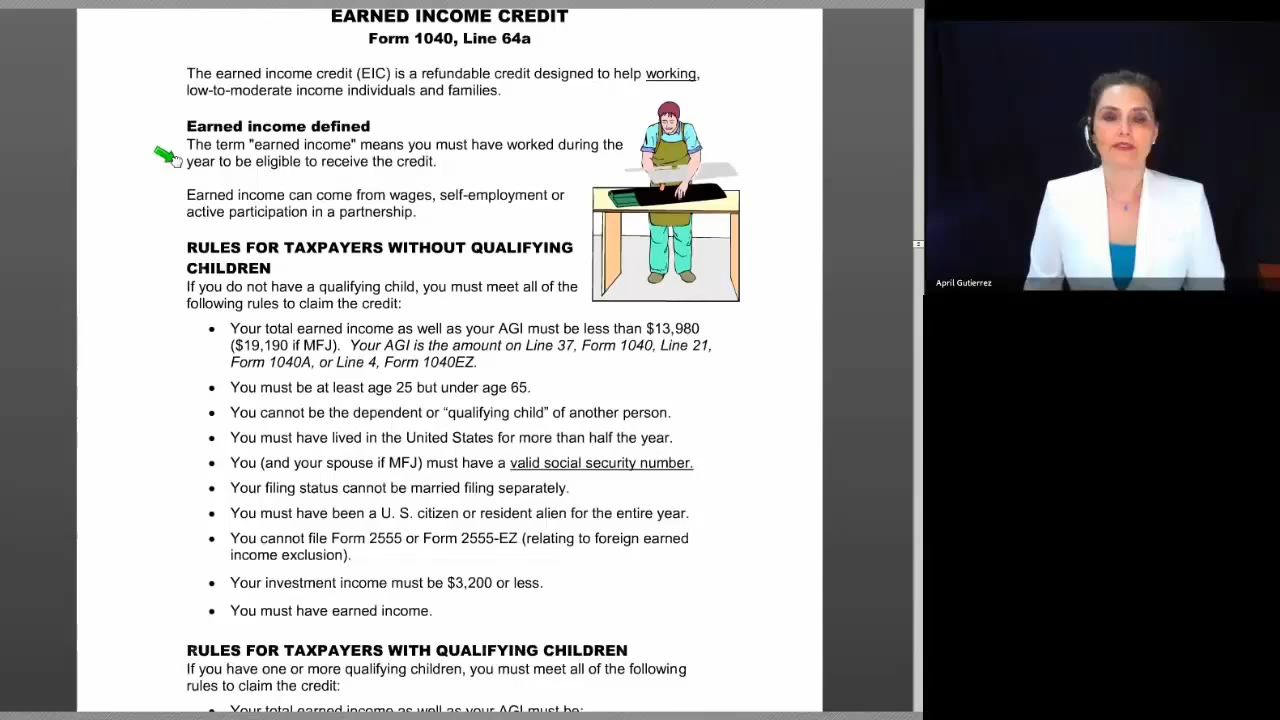 EARNED INCOME CREDIT
Form 1040, Line 64a
The earned income credit (EIC) is a refundable credit designed to help working,
low-to-moderate income individuals and families.
Earned income defined
The term "earned income" means you must have worked during the
year to be eligible to receive the credit.
Earned income can come from wages, self-employment or
active participation in a partnership.
RULES FOR TAXPAYERS WITHOUT QUALIFYING
CHILDREN
If you do not have a qualifying child, you must meet all of the
following rules to claim the credit:
• Your total earned income as well as your AGI must be less than $13,980
($19,190 if MFJ). Your AGI is the amount on Line 37, Form 1040, Line 21,
Form 1040A, or Line 4, Form 1040EZ.
• You must be at least age 25 but under age 65.
• You cannot be the dependent or “qualifying child” of another person.
• You must have lived in the United States for more than half the year.
• You (and your spouse if MFJ) must have a valid social security number.
• Your filing status cannot be married filing separately.
• You must have been a U. S. citizen or resident alien for the entire year.
• You cannot file Form 2555 or Form 2555-EZ (relating to foreign earned
income exclusion).
• Your investment income must be $3,200 or less.
• You must have earned income.
RULES FOR TAXPAYERS WITH QUALIFYING CHILDREN
If you have one or more qualifying children, you must meet all of the following
rules to claim the credit:
• Your total earned income as well as your AGI must be:
April Gutierrez